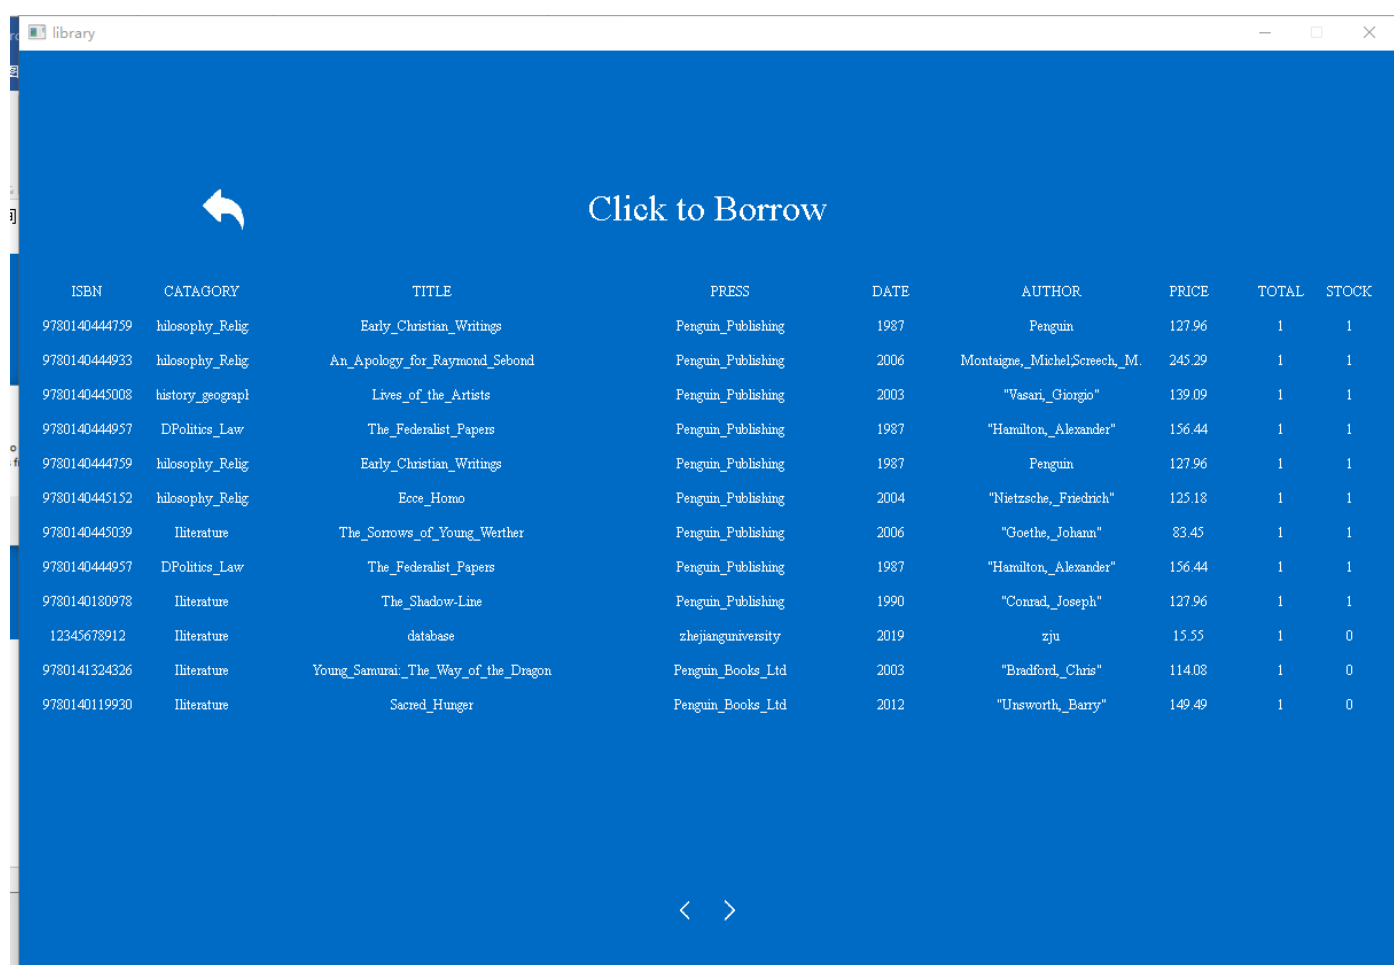 library
Click to Borrow
ISBN CATAGORY TITLE PRESS DATE AUTHOR PRICE TOTAL STOCK
9780140444759 hilosophy_Relig Early_Christian_Writings Penguin_Publishing 1987 Penguin 127.96 1 1
9780140444933 hilosophy_Relig An_Apology_for_Raymond_Sebond Penguin_Publishing 2006 Montaigne,_Michel;Screech,_M. 245.29 1 1
9780140445008 history_geograpl Lives_of_the_Artists Penguin_Publishing 2003 "Vasari,_Giorgio" 139.09 1 1
9780140444957 DPolitics_Law The_Federalist_Papers Penguin_Publishing 1987 "Hamilton,_Alexander" 156.44 1 1
9780140444759 hilosophy_Relig Early_Christian_Writings Penguin_Publishing 1987 Penguin 127.96 1 1
9780140445152 hilosophy_Relig Ecce_Homo Penguin_Publishing 2004 "Nietzsche,_Friedrich" 125.18 1 1
9780140445039 Iliterature The_Sorrows_of_Young_Werther Penguin_Publishing 2006 "Goethe,_Johann" 83.45 1 1
9780140444957 DPolitics_Law The_Federalist_Papers Penguin_Publishing 1987 "Hamilton,_Alexander" 156.44 1 1
9780140180978 Iliterature The_Shadow-Line Penguin_Publishing 1990 "Conrad,_Joseph" 127.96 1 1
12345678912 Iliterature database zhejianguniversity 2019 zju 15.55 1 0
9780141324326 Iliterature Young_Samurai:_The_Way_of_the_Dragon Penguin_Books_Ltd 2003 "Bradford,_Chris" 114.08 1 0
9780140119930 Iliterature Sacred_Hunger Penguin_Books_Ltd 2012 "Unsworth,_Barry" 149.49 1 0